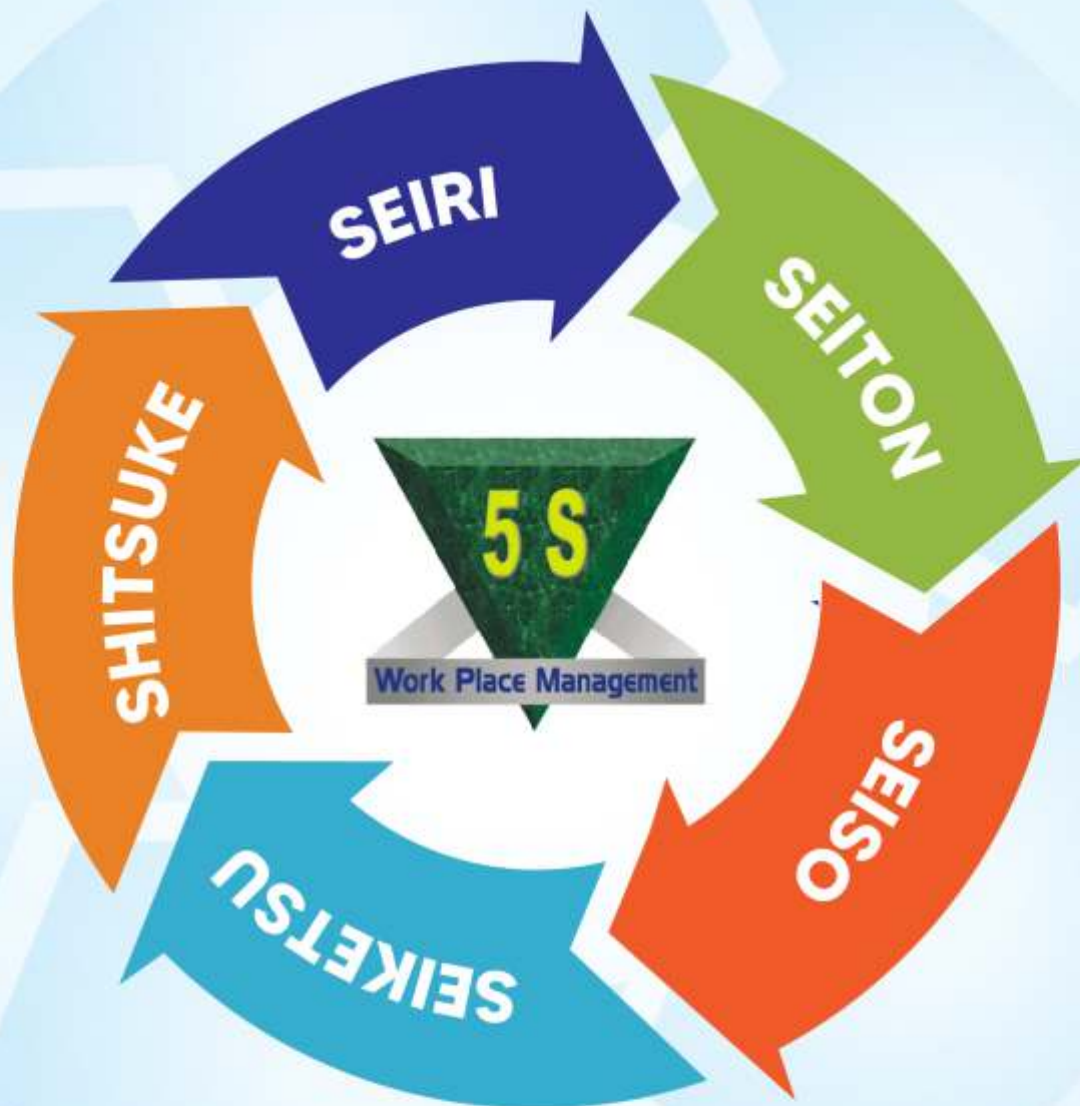 SEIRI
SEITON
SEISO
SEIKETSU
SHITSUKE
5 S
Work Place Management